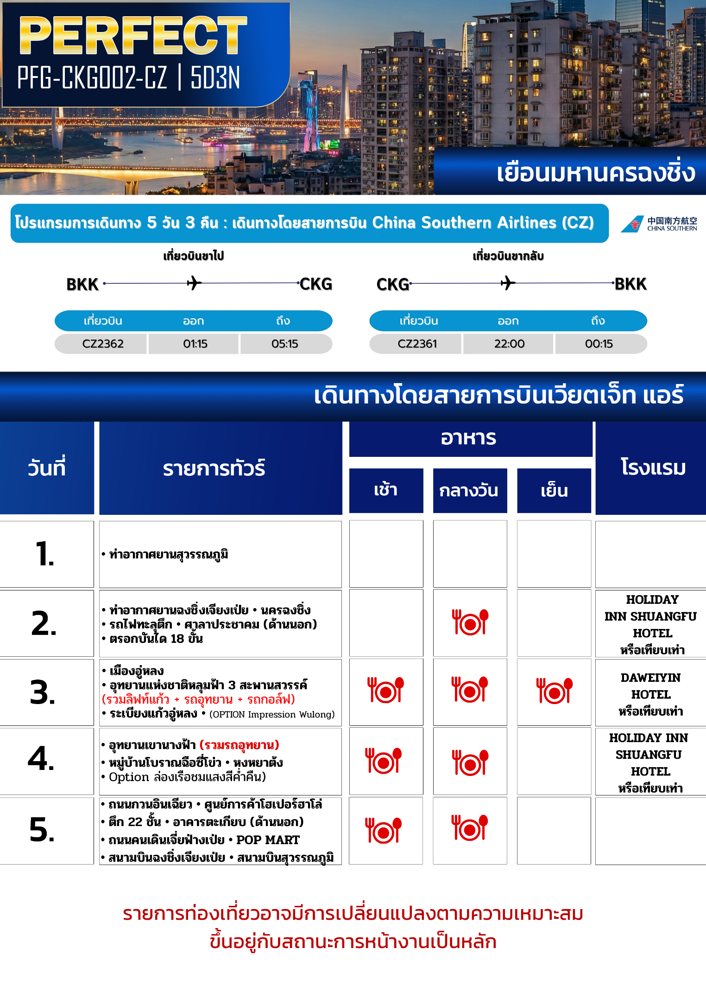 PERFECT
PFG-CKG002-CZ | 5D3N
เยือนมหานครฉงชิ่ง
โปรแกรมการเดินทาง 5 วัน 3 คืน : เดินทางโดยสายการบิน China Southern Airlines (CZ)
中国南方航空
CHINA SOUTHERN
เที่ยวบินขาไป
เที่ยวบินขากลับ
BKK CKG
CKG BKK
เที่ยวบิน ออก ถึง
เที่ยวบิน ออก ถึง
CZ2362 01:15 05:15
CZ2361 22:00 00:15
เดินทางโดยสายการบินเวียตเจ็ท แอร์
วันที่
รายการทัวร์
อาหาร
เช้า กลางวัน เย็น
โรงแรม
1.
• ท่าอากาศยานสุวรรณภูมิ
2.
• ท่าอากาศยานฉงชิ่งเจียงเป่ย • นครฉงชิ่ง
• รถไฟทะลุตึก • ศาลาประชาคม (ด้านนอก)
• ตรอกบันได 18 ขั้น
HOLIDAY
INN SHUANGFU
HOTEL
หรือเทียบเท่า
3.
• เมืองอู่หลง
• อุทยานแห่งชาติหลุมฟ้า 3 สะพานสวรรค์
(รวมลิฟท์แก้ว + รถอุทยาน + รถกอล์ฟ)
• ระเบียงแก้วอู่หลง • (OPTION Impression Wulong)
DAWEIYIN
HOTEL
หรือเทียบเท่า
4.
• อุทยานเขานางฟ้า (รวมรถอุทยาน)
• หมู่บ้านโบราณฉือซี่โข่ว • หงหยาต้ง
• Option ล่องเรือชมแสงสีค่ำคืน)
HOLIDAY INN
SHUANGFU
HOTEL
หรือเทียบเท่า
5.
• ถนนกวนอินเฉียว • ศูนย์การค้าโฮเปอร์ฮาโล่
• ตึก 22 ชั้น • อาคารตะเกียบ (ด้านนอก)
• ถนนคนเดินเจี่ยฟ่างเป่ย • POP MART
• สนามบินฉงชิ่งเจียงเป่ย • สนามบินสุวรรณภูมิ
รายการท่องเที่ยวอาจมีการเปลี่ยนแปลงตามความเหมาะสม
ขึ้นอยู่กับสถานะการหน้างานเป็นหลัก